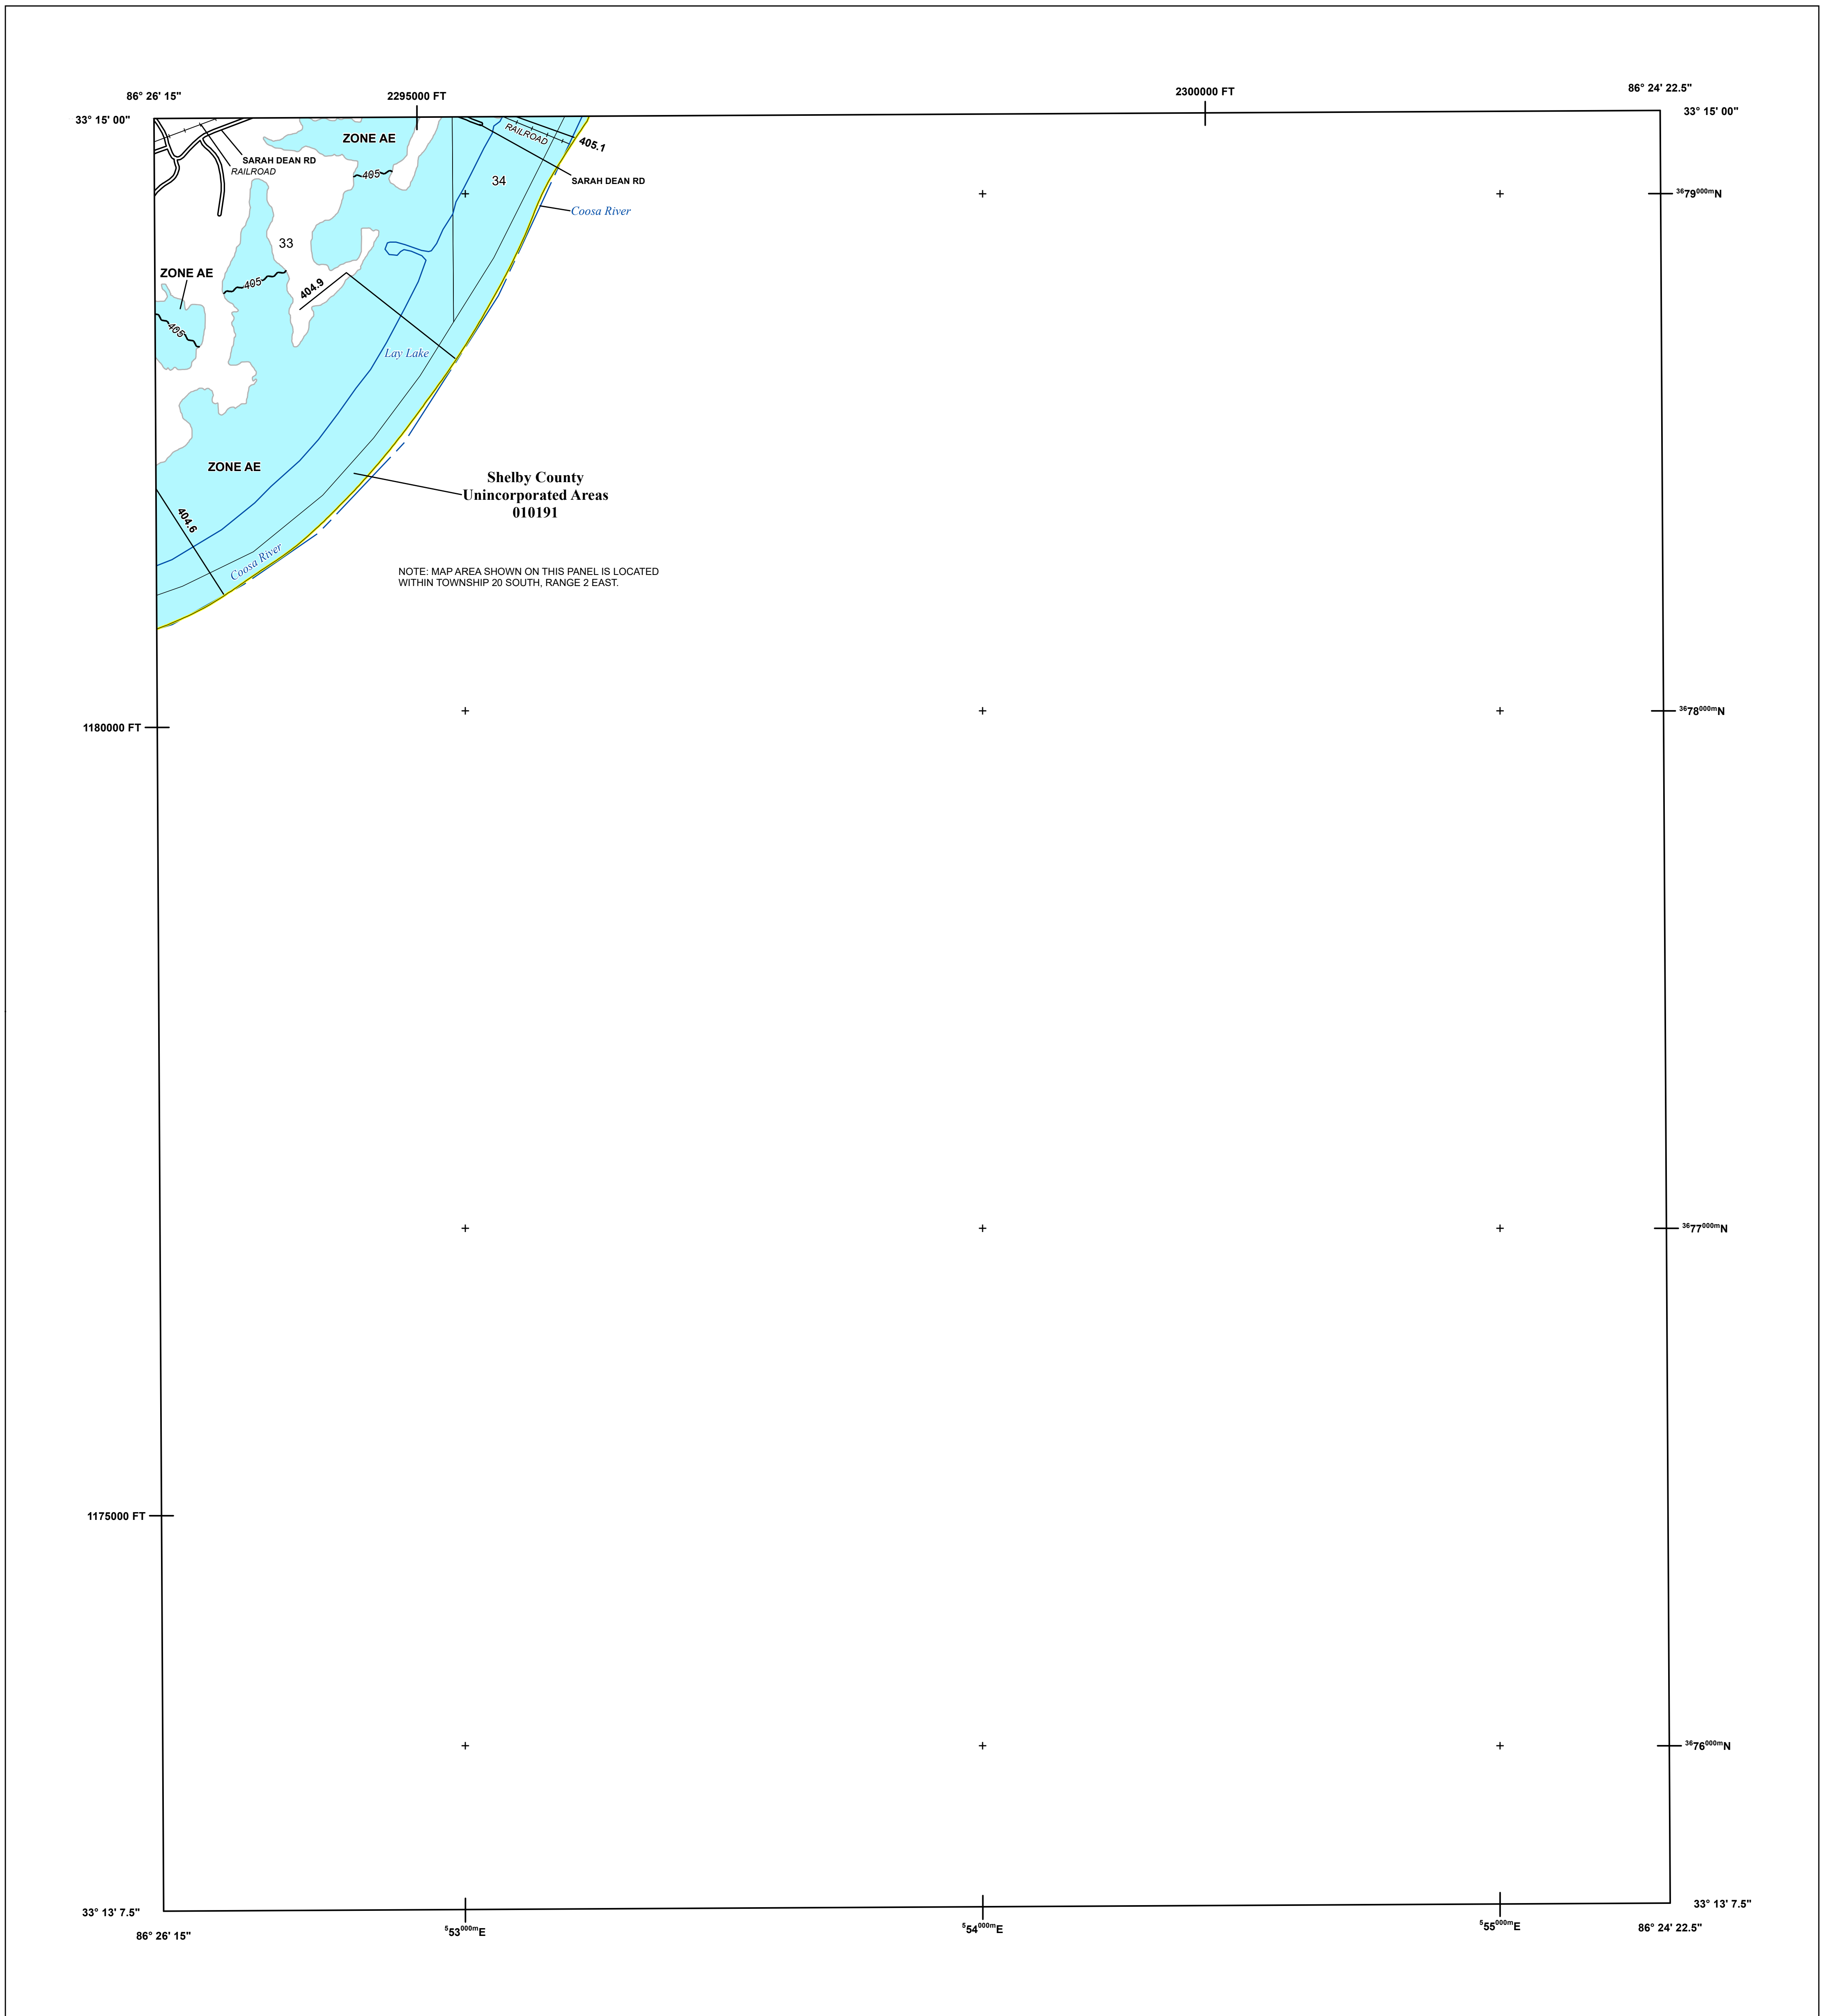 86° 26' 15"
2295000 FT
2300000 FT
86° 24' 22.5"
33° 15' 00"
33° 15' 00"
ZONE AE
RAILROAD
405.1
SARAH DEAN RD
RAILROAD
405
34
SARAH DEAN RD
3679000mN
Coosa River
33
ZONE AE
405
404.9
405
Lay Lake
ZONE AE
Shelby County
Unincorporated Areas
010191
404.6
Coosa River
NOTE: MAP AREA SHOWN ON THIS PANEL IS LOCATED
WITHIN TOWNSHIP 20 SOUTH, RANGE 2 EAST.
3678000mN
1180000 FT
3677000mN
1175000 FT
3676000mN
33° 13' 7.5"
33° 13' 7.5"
86° 26' 15"
553000mE
554000mE
555000mE
86° 24' 22.5"